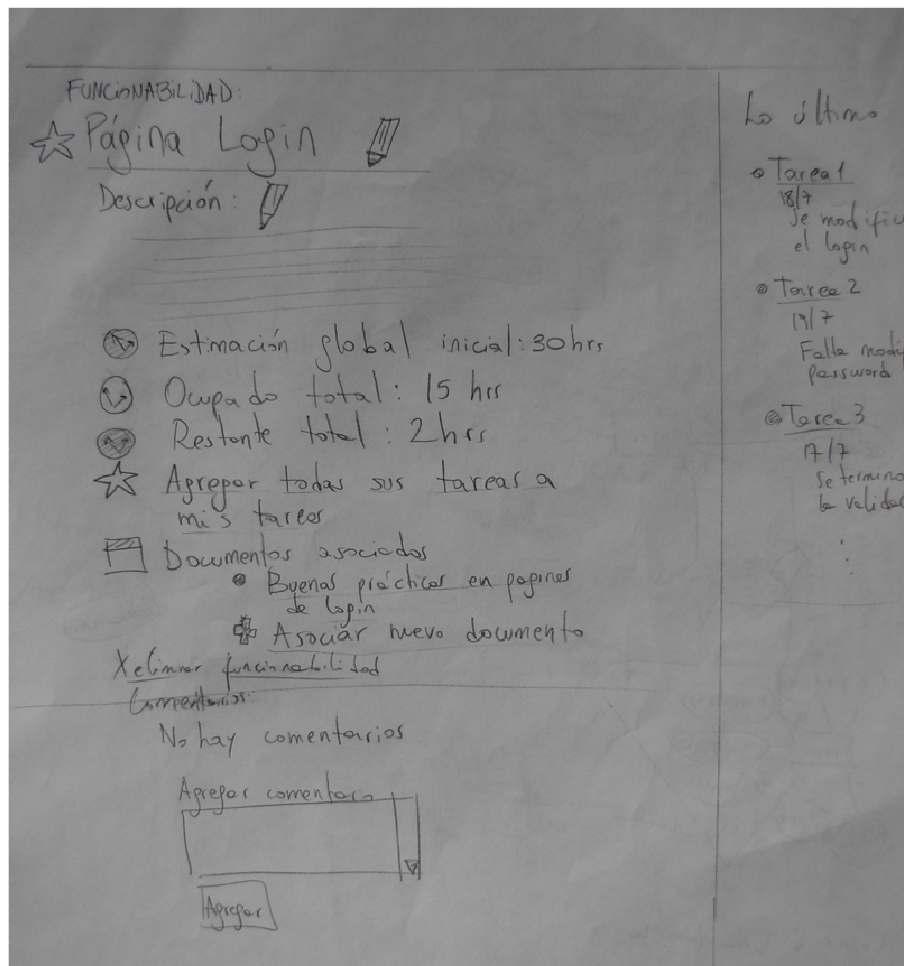 FUNCIONABILIDAD:
Página Login
Descripción:
Estimación global inicial: 30hrs
Ocupado total: 15 hrs
Restante total: 2hrs
Agregar todas sus tareas a
mis tareas
Documentos asociados
Buenas prácticas en paginas
de login
Asociar nuevo documento
X eliminar funcionabilidad
Comentarios:
No hay comentarios
Agregar comentario
Agregar
Lo último
Tarea 1
18/7
Se modific
el login
Tarea 2
Falla modi
password
Tarea 3
17/7
Se termino
la validac